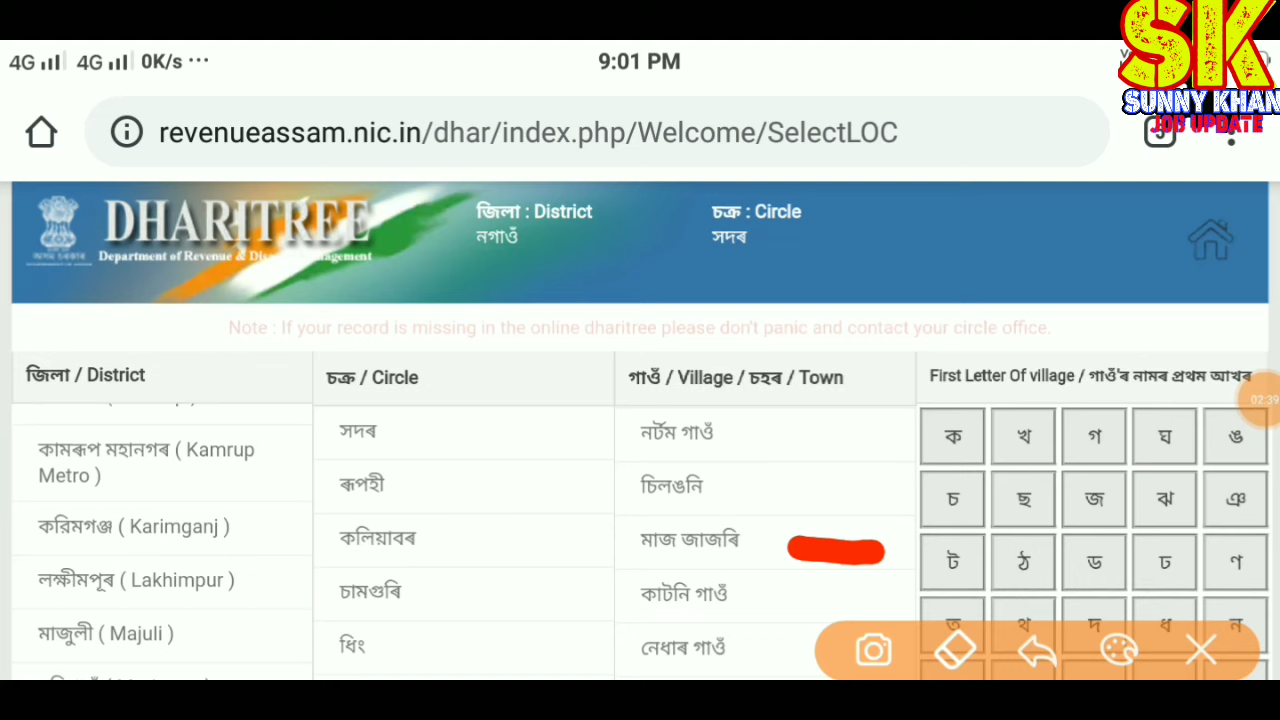 4G 4G 0K/s ...
9:01 PM
SK
SUNNY KHAN
JOB UPDATE
revenueassam.nic.in/dhar/index.php/Welcome/SelectLOC
DHARITREE
Department of Revenue & Disaster Management
জিলা : District
নগাওঁ
চক্ৰ : Circle
সদৰ
Note : If your record is missing in the online dharitree please don't panic and contact your circle office.
জিলা / District
কামৰূপ মহানগৰ ( Kamrup
Metro )
করিমগঞ্জ ( Karimganj )
লক্ষীমপূৰ ( Lakhimpur )
মাজুলী ( Majuli )
চক্ৰ / Circle
সদৰ
ৰূপহী
কলিয়াবৰ
চামগুৰি
ধিং
গাওঁ / Village / চহৰ / Town
নৰ্টম গাওঁ
চিলঙনি
মাজ জাজৰি
কাটনি গাওঁ
নেধাৰ গাওঁ
First Letter Of village / গাওঁ'ৰ নামৰ প্ৰথম আখৰ
02:39
ক খ গ ঘ ঙ
চ ছ জ ঝ ঞ
ট ঠ ড ঢ ণ
ত থ দ ধ ন